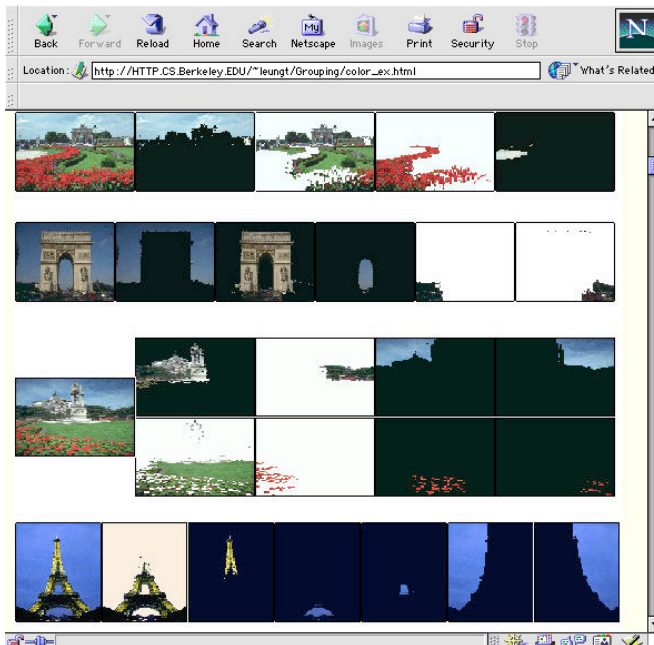 Back Forward Reload Home Search Netscape Images Print Security Stop
My
N
Location: http://HTTP.CS.Berkeley.EDU/~leungt/Grouping/color_ex.html What's Related